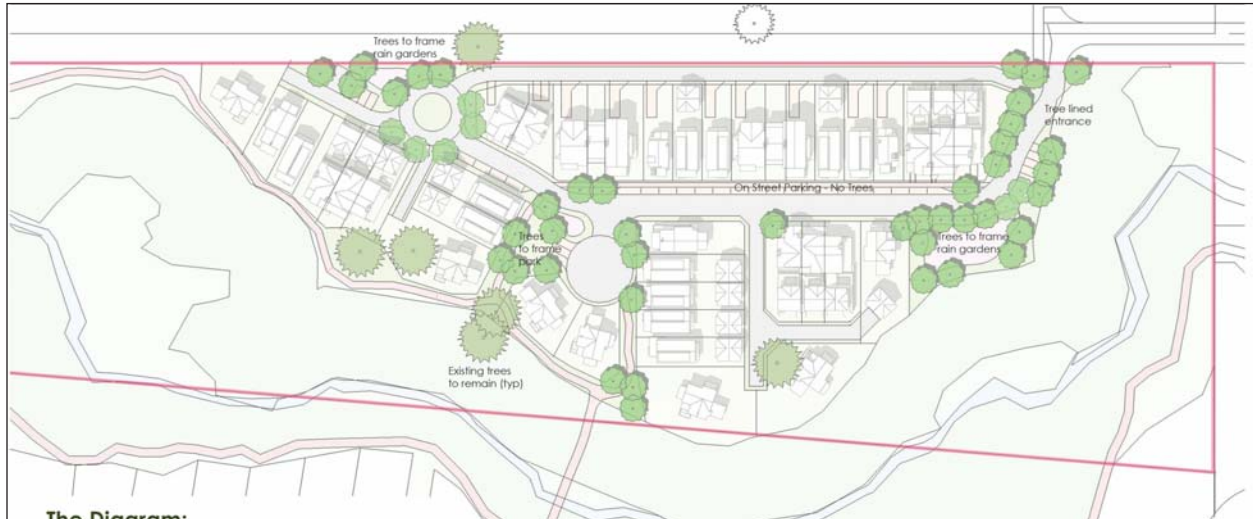 Trees to frame
rain gardens
Tree lined
entrance
On Street Parking - No Trees
Trees
to frame
park
Trees to frame
rain gardens
Existing trees
to remain (typ)
The Diagram: